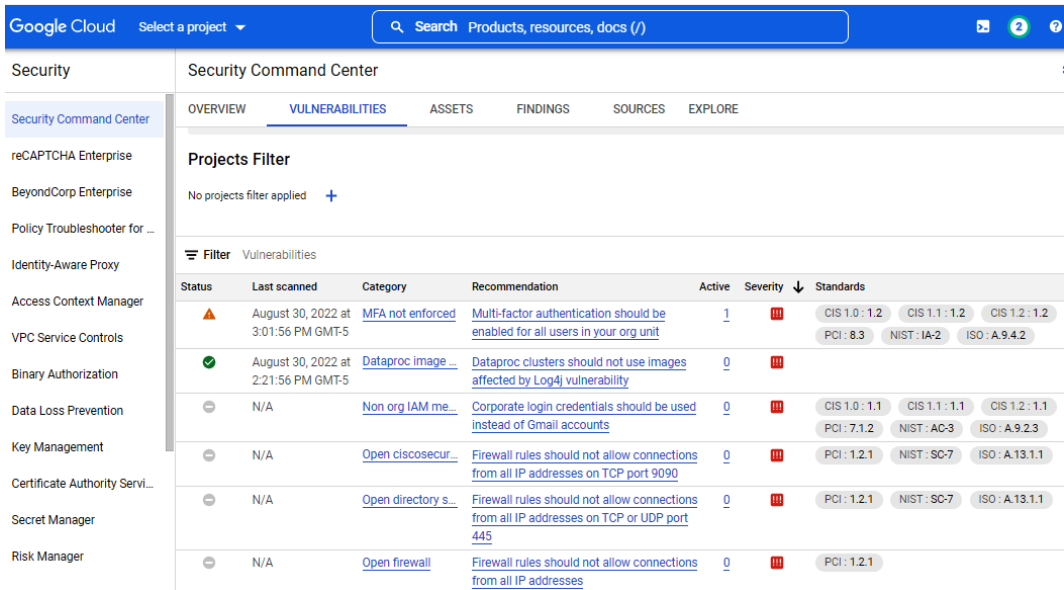 Google Cloud Select a project Search Products, resources, docs (/) 2
Security
Security Command Center
reCAPTCHA Enterprise
BeyondCorp Enterprise
Policy Troubleshooter for ...
Identity-Aware Proxy
Access Context Manager
VPC Service Controls
Binary Authorization
Data Loss Prevention
Key Management
Certificate Authority Servi...
Secret Manager
Risk Manager
Security Command Center
OVERVIEW VULNERABILITIES ASSETS FINDINGS SOURCES EXPLORE
Projects Filter
No projects filter applied +
Filter Vulnerabilities
Status Last scanned Category Recommendation Active Severity Standards
August 30, 2022 at MFA not enforced Multi-factor authentication should be 1 CIS 1.0 : 1.2 CIS 1.1 : 1.2 CIS 1.2 : 1.2
3:01:56 PM GMT-5 enabled for all users in your org unit PCI : 8.3 NIST : IA-2 ISO : A.9.4.2
August 30, 2022 at Dataproc image ... Dataproc clusters should not use images 0
2:21:56 PM GMT-5 affected by Log4j vulnerability
N/A Non org IAM me... Corporate login credentials should be used 0 CIS 1.0 : 1.1 CIS 1.1 : 1.1 CIS 1.2 : 1.1
instead of Gmail accounts PCI : 7.1.2 NIST : AC-3 ISO : A.9.2.3
N/A Open ciscosecur... Firewall rules should not allow connections 0 PCI : 1.2.1 NIST : SC-7 ISO : A.13.1.1
from all IP addresses on TCP port 9090
N/A Open directory s... Firewall rules should not allow connections 0 PCI : 1.2.1 NIST : SC-7 ISO : A.13.1.1
from all IP addresses on TCP or UDP port
445
N/A Open firewall Firewall rules should not allow connections 0 PCI : 1.2.1
from all IP addresses